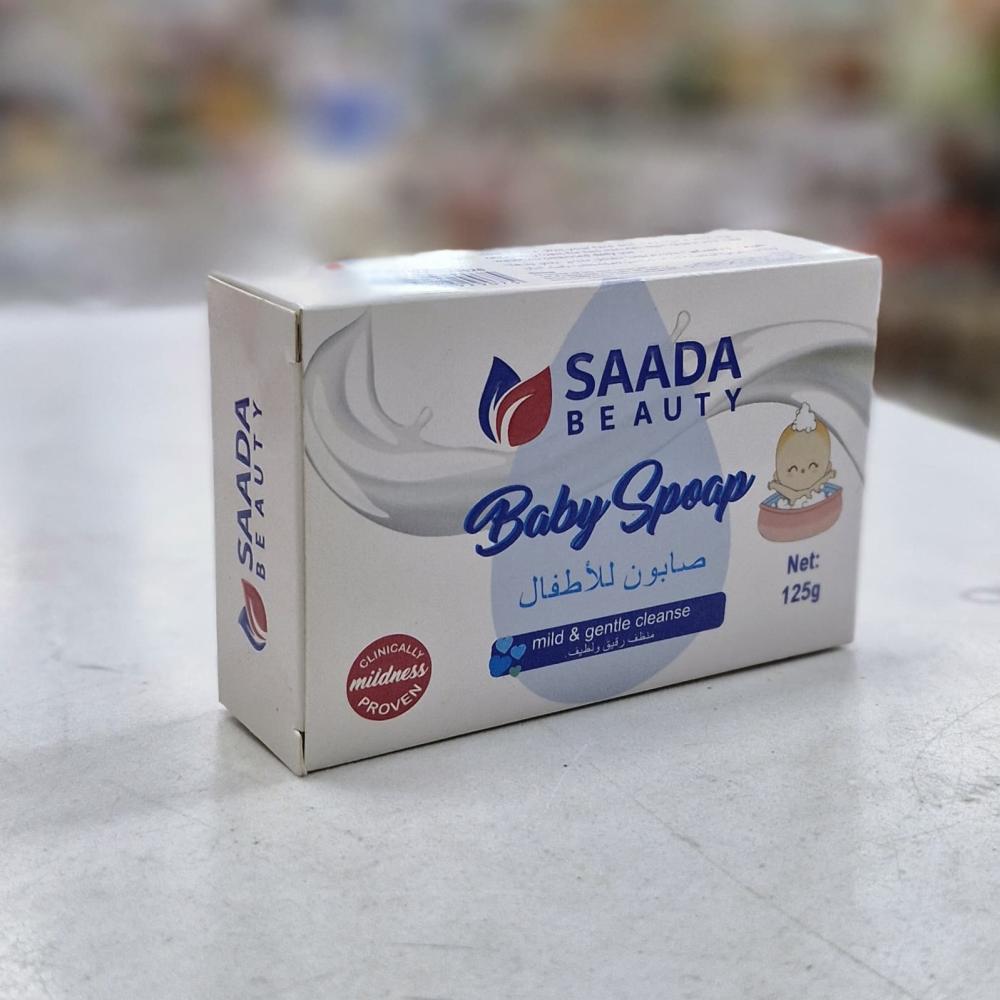 SAADA
BEAUTY
SAADA
BEAUTY
Baby Spoap
صابون للأطفال
mild & gentle cleanse
منظف رقيق ولطيف.
Net:
125g
CLINICALLY
mildness
PROVEN